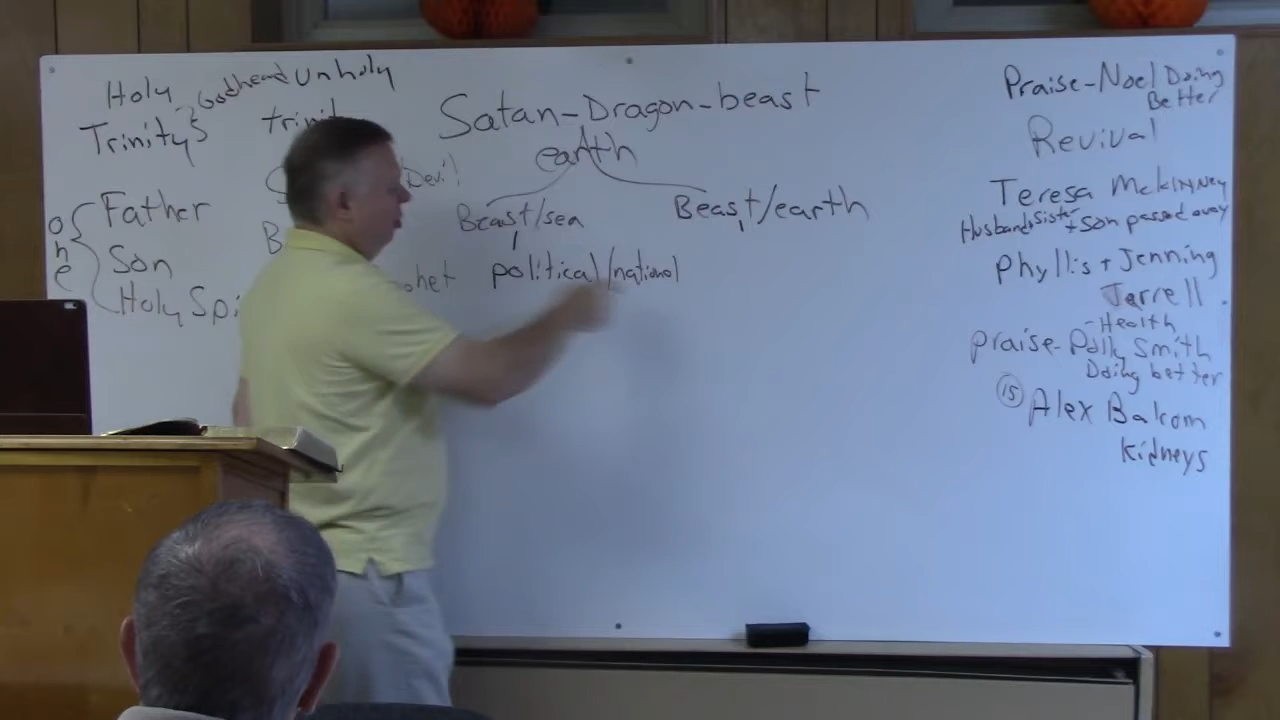 Holy Godhead unholy
Trinity
Father
Son
Holy
one
Devil
Satan-Dragon-beast
earth
Beast/sea
Beast/earth
political/national
Praise-Noel Doing
Better
Revival
Teresa McKinney
Husband, Sister
+ Son passed away
Phyllis + Jenning
Jarrell
-Health
praise-Polly Smith
Doing better
15 Alex Balcom
kidneys